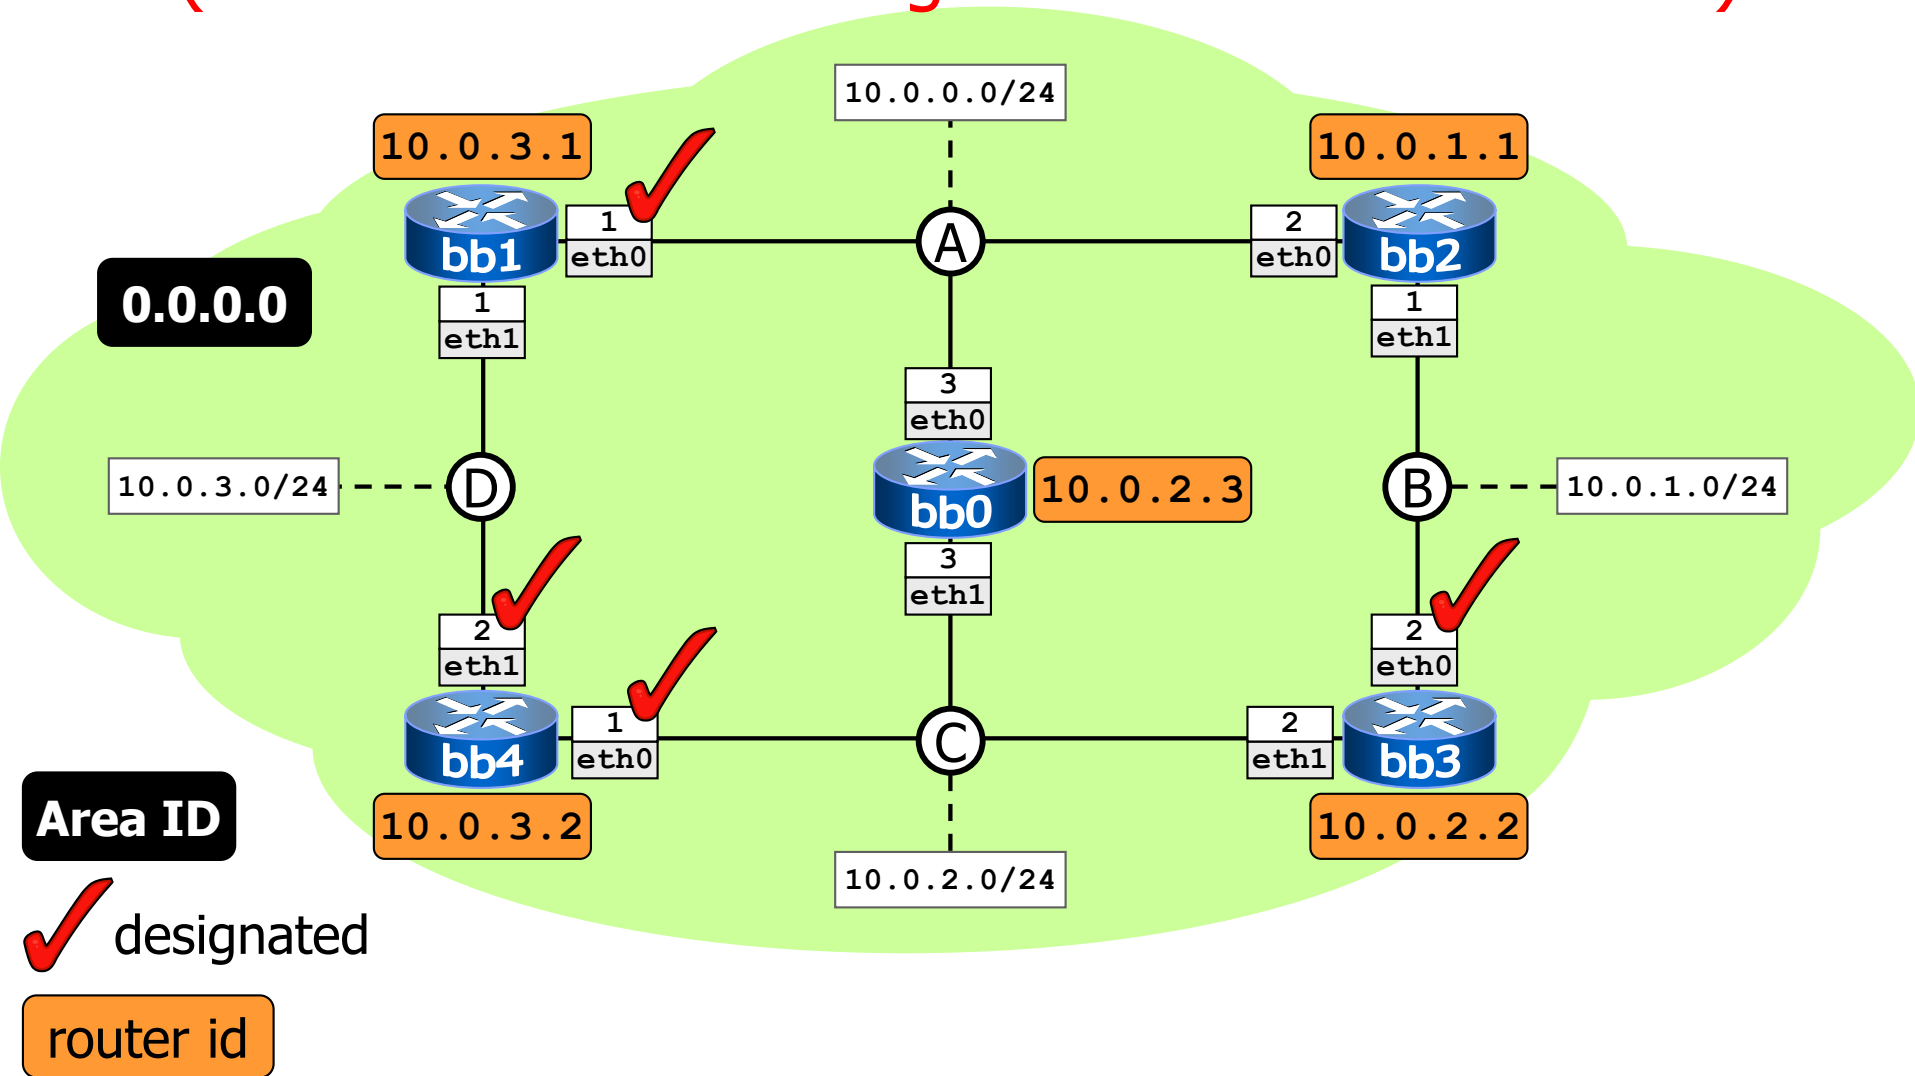 10.0.0.0/24
10.0.3.1
10.0.1.1
1
eth0
A
2
eth0
bb1
bb2
0.0.0.0
1
eth1
1
eth1
3
eth0
10.0.3.0/24
D
bb0
10.0.2.3
B
10.0.1.0/24
3
eth1
2
eth1
2
eth0
1
eth0
C
2
eth1
bb4
bb3
Area ID
10.0.3.2
10.0.2.2
10.0.2.0/24
designated
router id